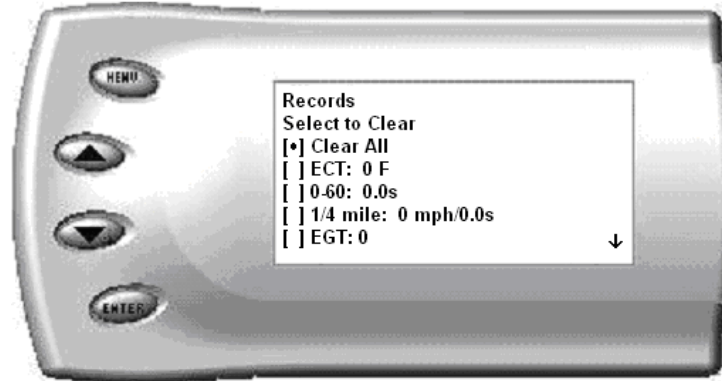 MENU
Records
Select to Clear
[•] Clear All
[ ] ECT: 0 F
[ ] 0-60: 0.0s
[ ] 1/4 mile: 0 mph/0.0s
[ ] EGT: 0
ENTER